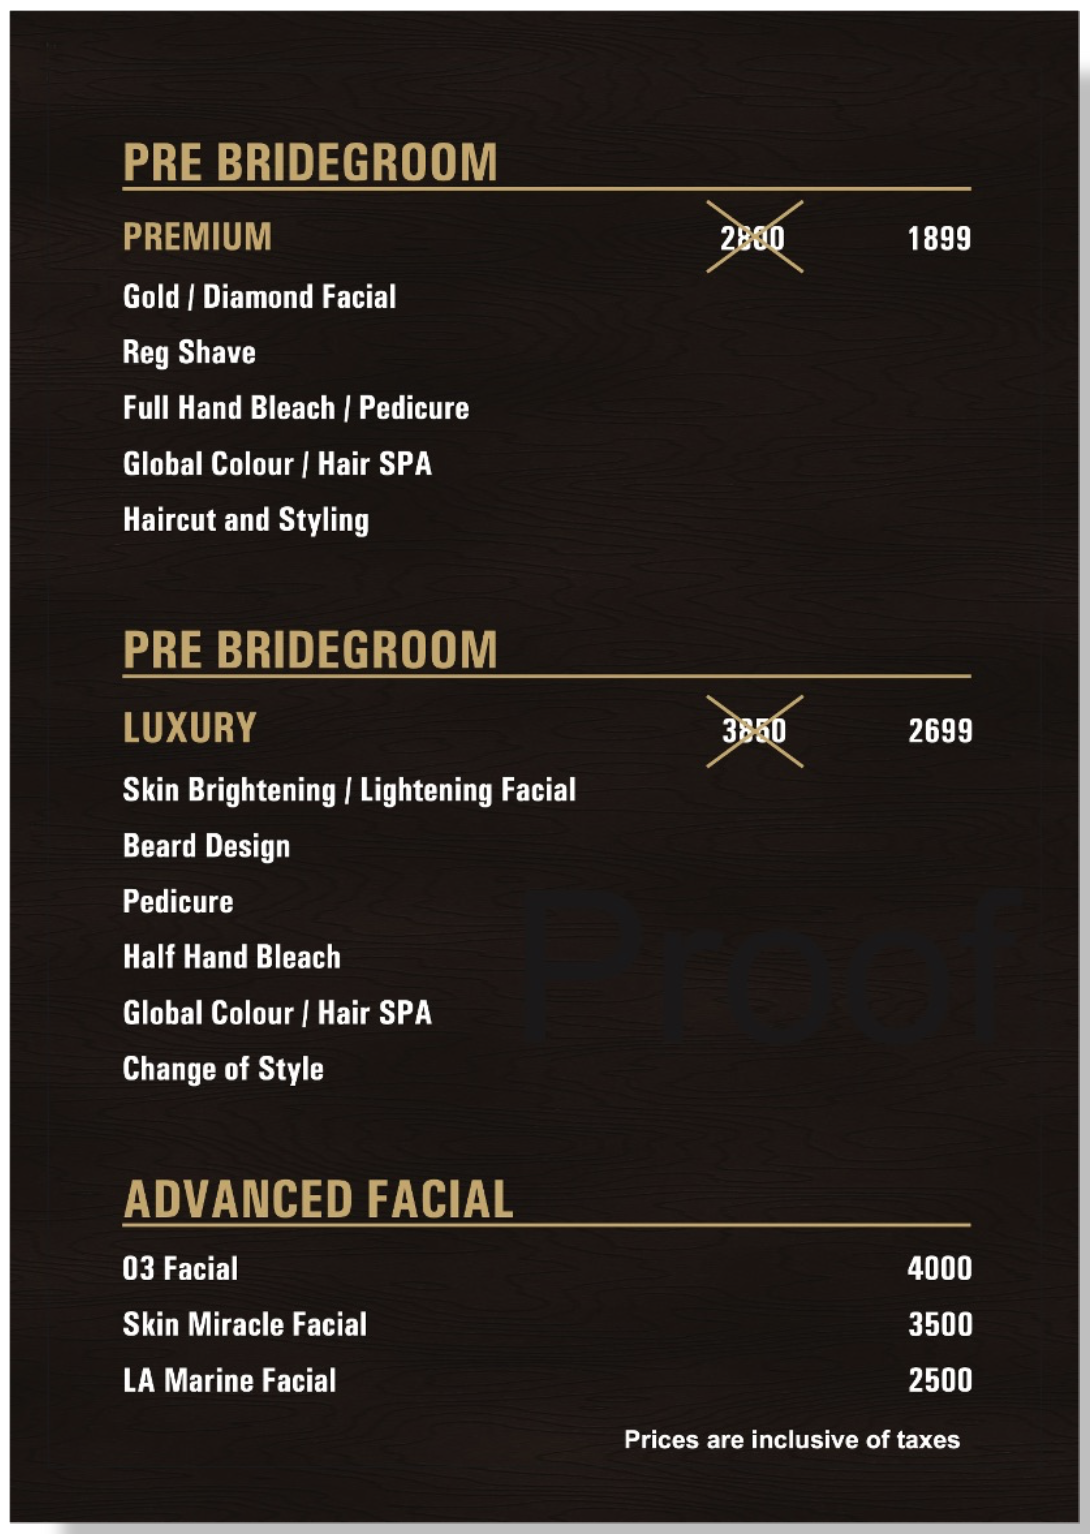 PRE BRIDEGROOM
PREMIUM 2800 1899
Gold / Diamond Facial
Reg Shave
Full Hand Bleach / Pedicure
Global Colour / Hair SPA
Haircut and Styling
PRE BRIDEGROOM
LUXURY 3850 2699
Skin Brightening / Lightening Facial
Beard Design
Pedicure
Half Hand Bleach
Proof
Global Colour / Hair SPA
Change of Style
ADVANCED FACIAL
03 Facial 4000
Skin Miracle Facial 3500
LA Marine Facial 2500
Prices are inclusive of taxes